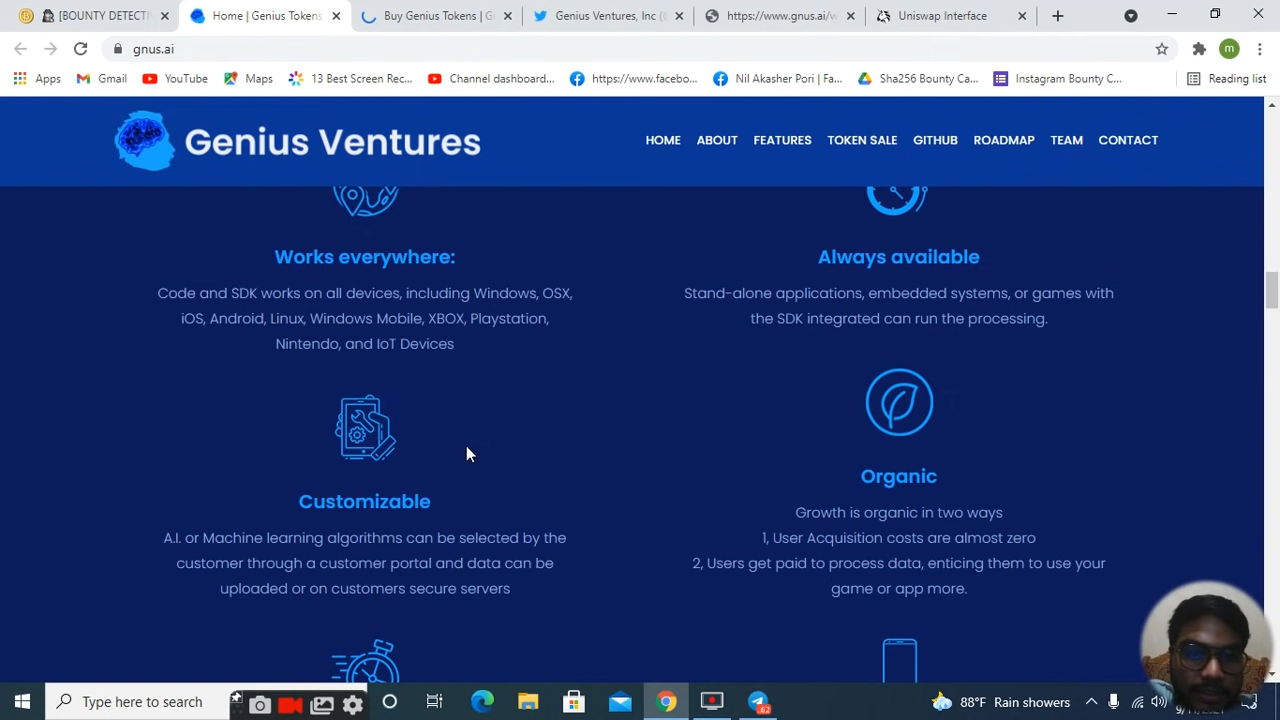 [BOUNTY DETECTI
Home | Genius Tokens
Buy Genius Tokens | G
Genius Ventures, Inc (
https://www.gnus.ai/w
Uniswap Interface
gnus.ai
m
Apps
Gmail
YouTube
Maps
13 Best Screen Rec...
Channel dashboard...
https://www.facebo...
Nil Akasher Pori | Fa...
Sha256 Bounty Ca...
Instagram Bounty C...
Reading list
Genius Ventures
HOME ABOUT FEATURES TOKEN SALE GITHUB ROADMAP TEAM CONTACT
Works everywhere:
Code and SDK works on all devices, including Windows, OSX,
iOS, Android, Linux, Windows Mobile, XBOX, Playstation,
Nintendo, and IoT Devices
Always available
Stand-alone applications, embedded systems, or games with
the SDK integrated can run the processing.
Customizable
A.I. or Machine learning algorithms can be selected by the
customer through a customer portal and data can be
uploaded or on customers secure servers
Organic
Growth is organic in two ways
1, User Acquisition costs are almost zero
2, Users get paid to process data, enticing them to use your
game or app more.
Type here to search
62
88°F Rain showers